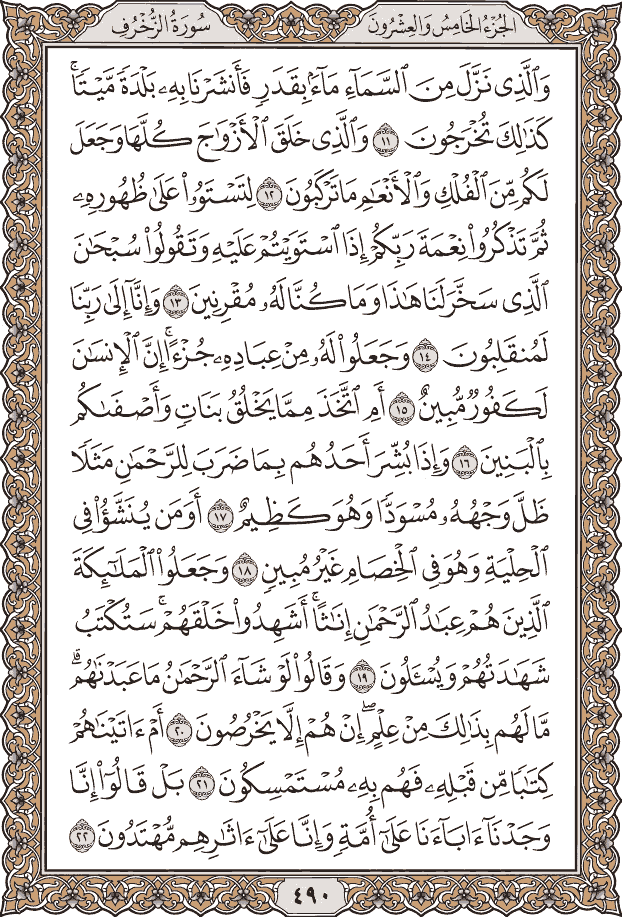 الجُزْءُ الخَامِسُ وَالعِشْرُونَ
سُورَةُ الزُّخْرُفِ
وَٱلَّذِى نَزَّلَ مِنَ ٱلسَّمَآءِ مَآءَۢ بِقَدَرٖ فَأَنشَرۡنَا بِهِۦ بَلۡدَةٗ مَّيۡتٗاۚ
كَذَٰلِكَ تُخۡرَجُونَ ١١ وَٱلَّذِى خَلَقَ ٱلۡأَزۡوَٰجَ كُلَّهَا وَجَعَلَ
لَكُم مِّنَ ٱلۡفُلۡكِ وَٱلۡأَنۡعَٰمِ مَا تَرۡكَبُونَ ١٢ لِتَسۡتَوُۥاْ عَلَىٰ ظُهُورِهِۦ
ثُمَّ تَذۡكُرُواْ نِعۡمَةَ رَبِّكُمۡ إِذَا ٱسۡتَوَيۡتُمۡ عَلَيۡهِ وَتَقُولُواْ سُبۡحَٰنَ
ٱلَّذِى سَخَّرَ لَنَا هَٰذَا وَمَا كُنَّا لَهُۥ مُقۡرِنِينَ ١٣ وَإِنَّآ إِلَىٰ رَبِّنَا
لَمُنقَلِبُونَ ١٤ وَجَعَلُواْ لَهُۥ مِنۡ عِبَادِهِۦ جُزۡءًاۚ إِنَّ ٱلۡإِنسَٰنَ
لَكَفُورٞ مُّبِينٌ ١٥ أَمِ ٱتَّخَذَ مِمَّا يَخۡلُقُ بَنَاتٖ وَأَصۡفَىٰكُم
بِٱلۡبَنِينَ ١٦ وَإِذَا بُشِّرَ أَحَدُهُم بِمَا ضَرَبَ لِلرَّحۡمَٰنِ مَثَلٗا
ظَلَّ وَجۡهُهُۥ مُسۡوَدّٗا وَهُوَ كَظِيمٌ ١٧ أَوَمَن يُنَشَّؤُاْ فِى
ٱلۡحِلۡيَةِ وَهُوَ فِى ٱلۡخِصَامِ غَيۡرُ مُبِينٖ ١٨ وَجَعَلُواْ ٱلۡمَلَٰٓئِكَةَ
ٱلَّذِينَ هُمۡ عِبَٰدُ ٱلرَّحۡمَٰنِ إِنَٰثًاۚ أَشَهِدُواْ خَلۡقَهُمۡۚ سَتُكۡتَبُ
شَهَٰدَتُهُمۡ وَيُسۡـَٔلُونَ ١٩ وَقَالُواْ لَوۡ شَآءَ ٱلرَّحۡمَٰنُ مَا عَبَدۡنَٰهُمۗ
مَّا لَهُم بِذَٰلِكَ مِنۡ عِلۡمٍۖ إِنۡ هُمۡ إِلَّا يَخۡرُصُونَ ٢٠ أَمۡ ءَاتَيۡنَٰهُمۡ
كِتَٰبٗا مِّن قَبۡلِهِۦ فَهُم بِهِۦ مُسۡتَمۡسِكُونَ ٢١ بَلۡ قَالُوٓاْ إِنَّا
وَجَدۡنَآ ءَابَآءَنَا عَلَىٰٓ أُمَّةٖ وَإِنَّا عَلَىٰٓ ءَاثَٰرِهِم مُّهۡتَدُونَ ٢٢
٤٩٠